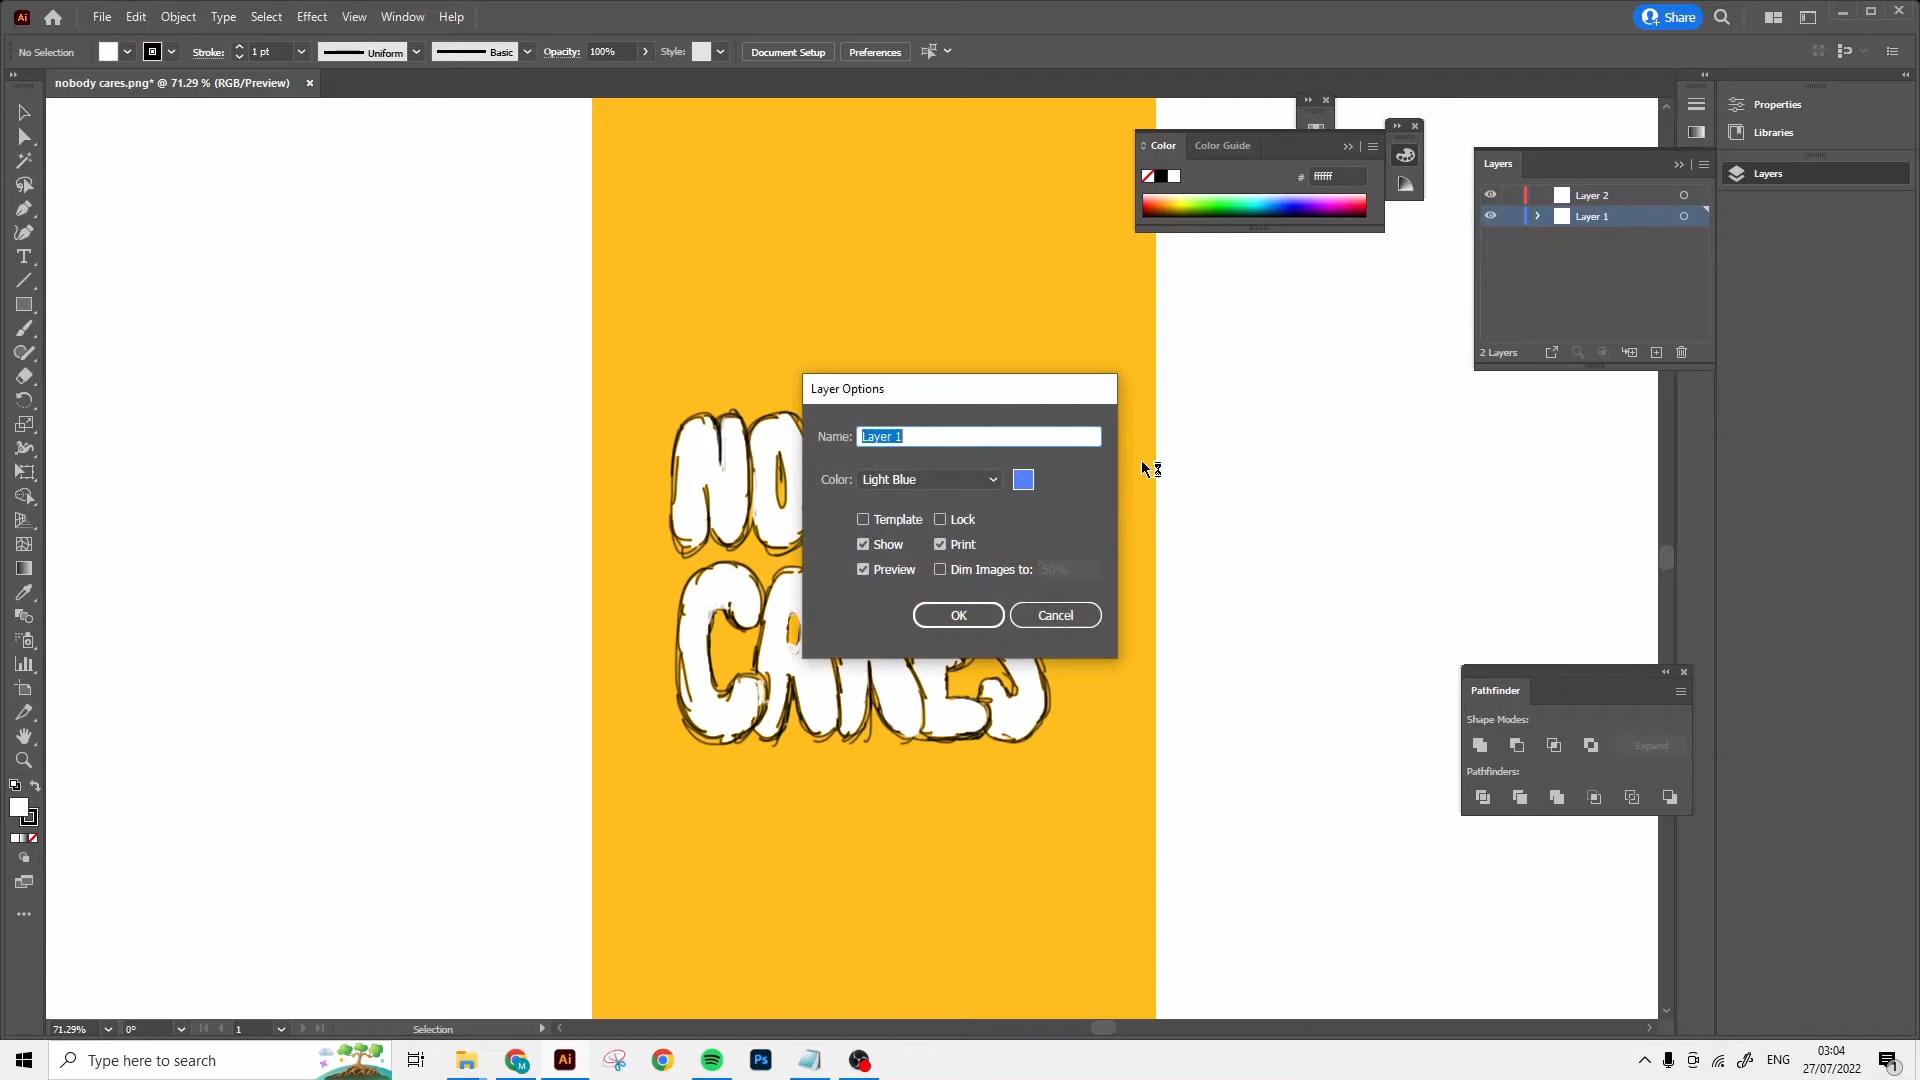 Ai
File Edit Object Type Select Effect View Window Help
Share
No Selection
Stroke: 1 pt
Uniform
Basic
Opacity: 100%
Style:
Document Setup
Preferences
nobody cares.png* @ 71.29 % (RGB/Preview)
Color
Color Guide
# ffffff
Properties
Libraries
Layers
Layers
Layer 2
Layer 1
2 Layers
Layer Options
Name: Layer 1
Color: Light Blue
Template Lock
Show Print
Preview Dim Images to: 50%
OK Cancel
NO
CARES
Pathfinder
Shape Modes:
Expand
Pathfinders:
71.29% 0° 1 Selection
Type here to search
M
Ai
Ps
ENG
03:04
27/07/2022
1